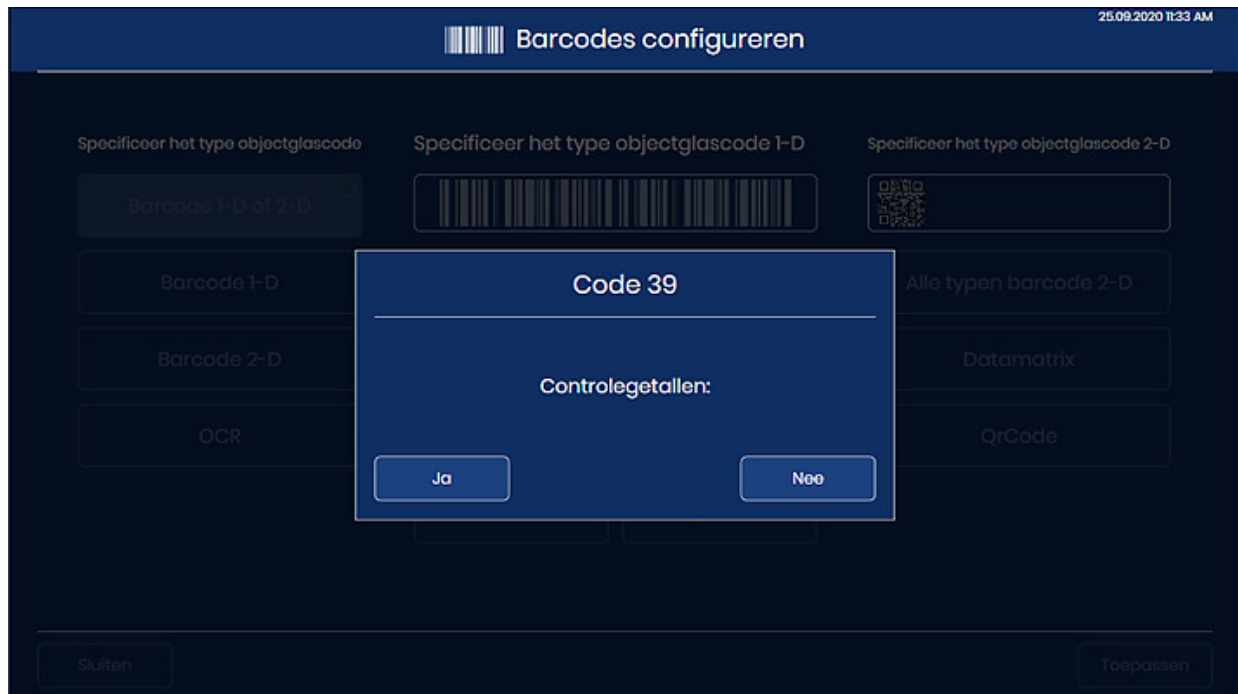 25.09.2020 11:33 AM
Barcodes configureren
Specificeer het type objectglascode
Specificeer het type objectglascode 1-D
Specificeer het type objectglascode 2-D
Barcode 1-D of 2-D
Barcode 1-D
Code 39
Alle typen barcode 2-D
Barcode 2-D
Controlegetallen:
Datamatrix
OCR
QrCode
Ja
Nee
Sluiten
Toepassen